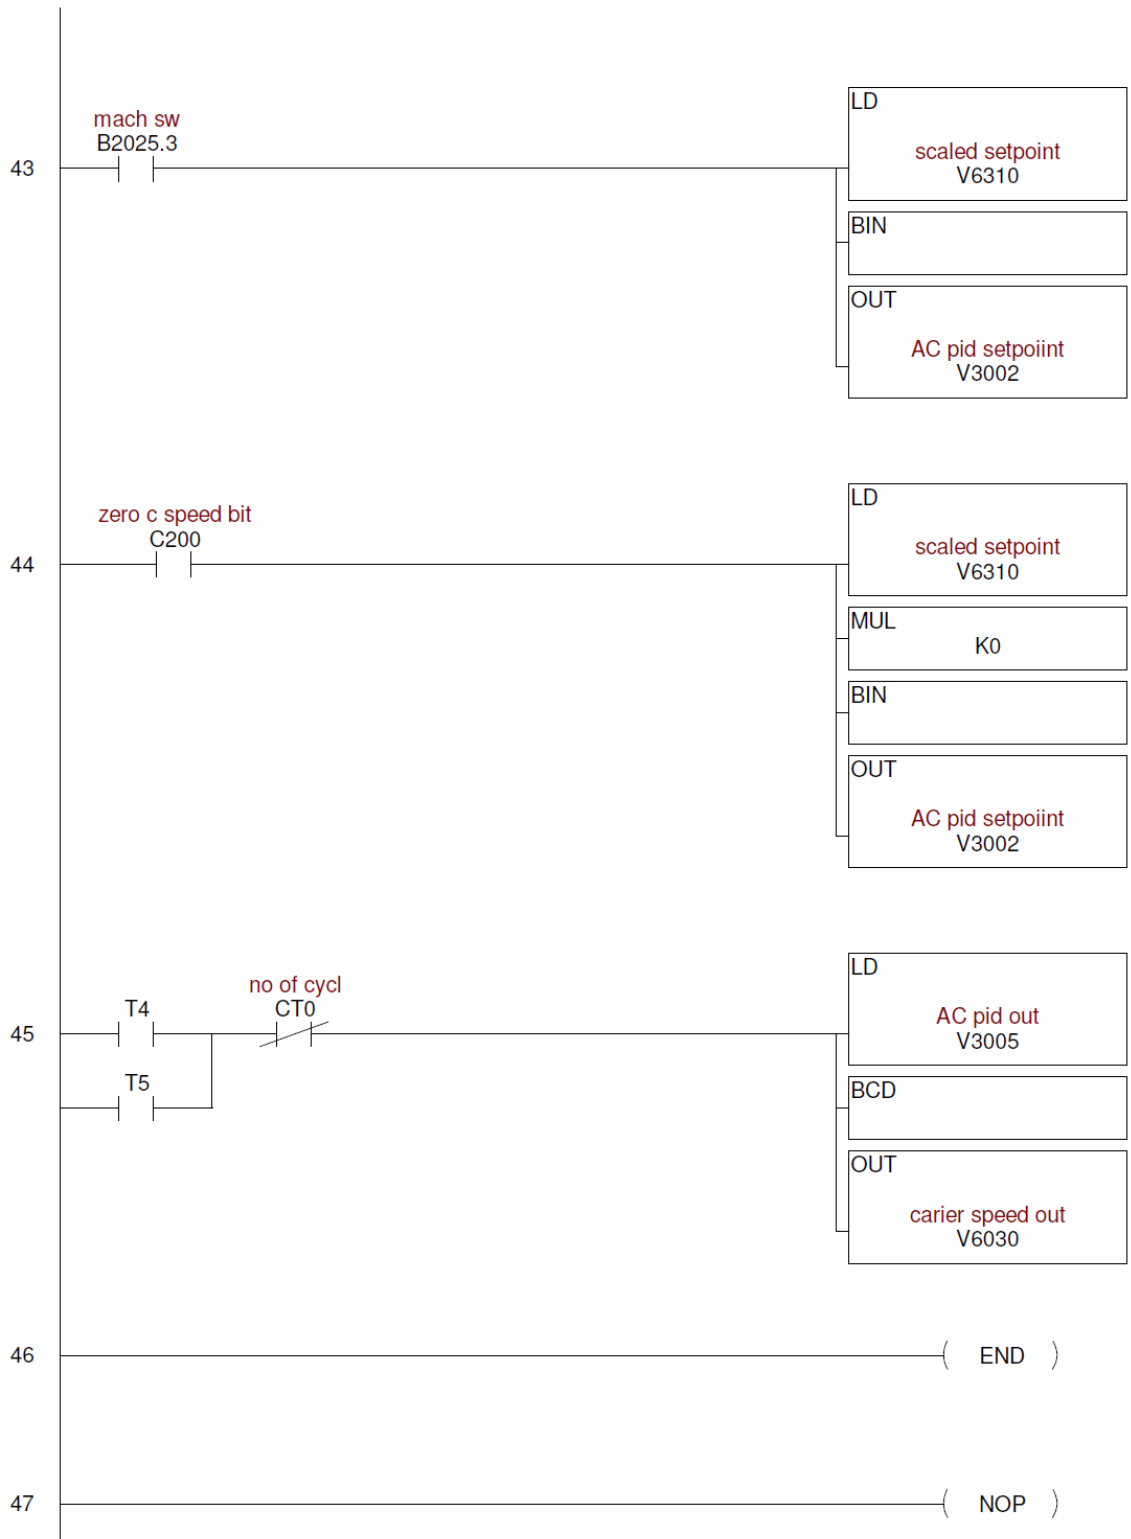 mach sw
B2025.3
43
LD
scaled setpoint
V6310
BIN
OUT
AC pid setpoiint
V3002
zero c speed bit
C200
44
LD
scaled setpoint
V6310
MUL
K0
BIN
OUT
AC pid setpoiint
V3002
no of cycl
T4
CT0
45
T5
LD
AC pid out
V3005
BCD
OUT
carier speed out
V6030
46
( END )
47
( NOP )